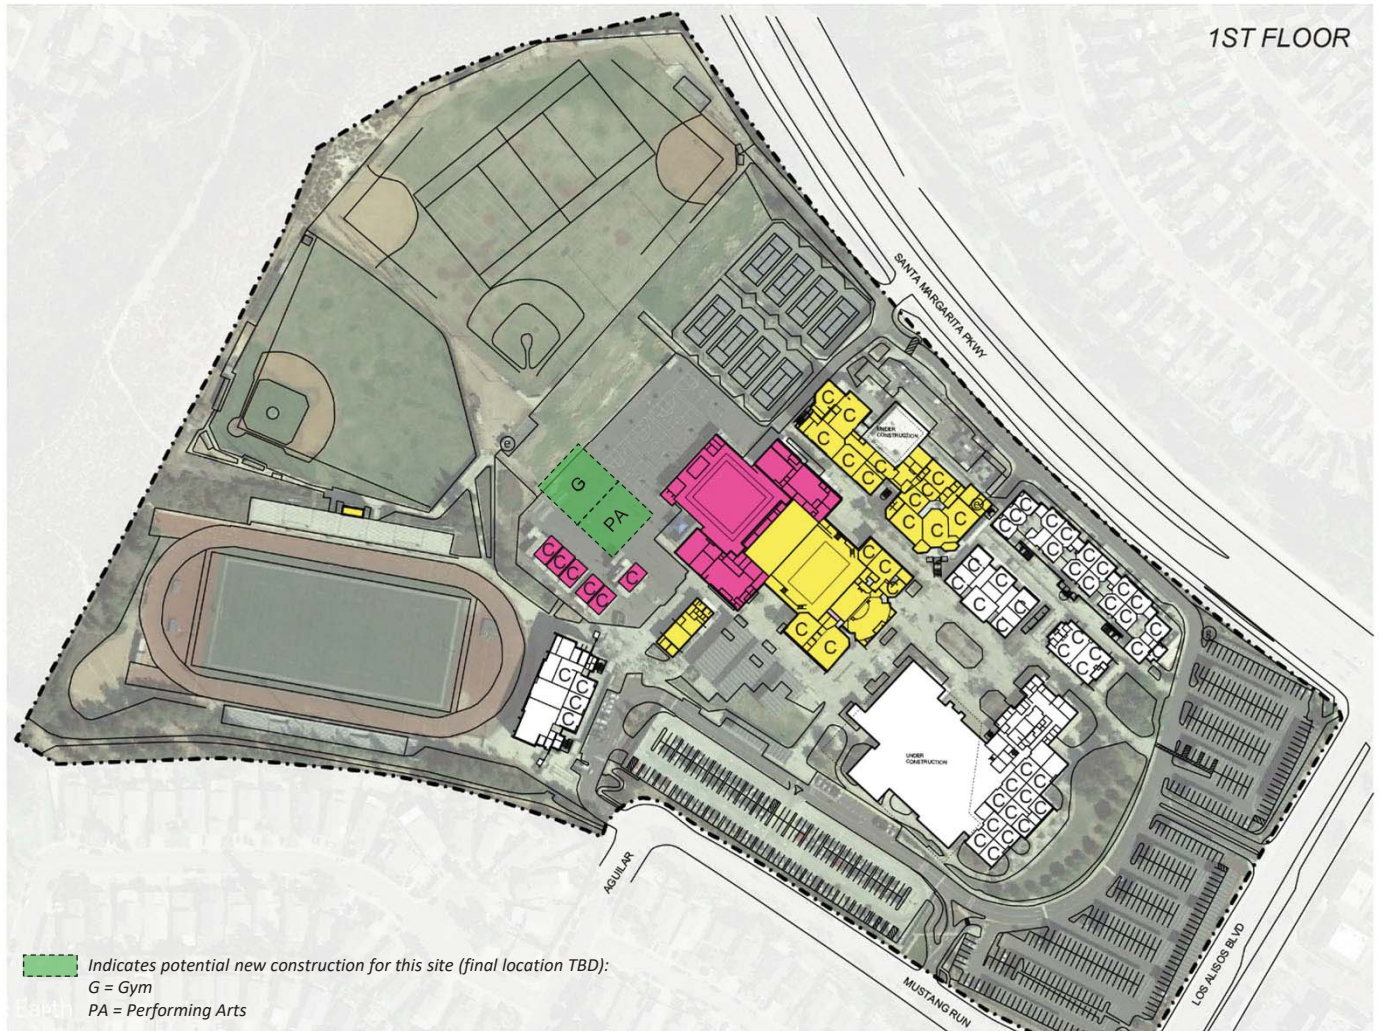 1ST FLOOR
SANTA MARGARITA PKWY
C C
C
UNDER
CONSTRUCTION
C C C
C
C C
C C C
C C C
C C C
G
PA
e
C C C
C C
C
C
C
C C
C C
C C
C C
C C
C C
C
C C
C C
C C
C C
C C
C C
C C
C C
UNDER
CONSTRUCTION
C C C
C C C
C C C
C C
C
AGUILAR
MUSTANG RUN
LOS ALISOS BLVD
Indicates potential new construction for this site (final location TBD):
G = Gym
PA = Performing Arts
Earth